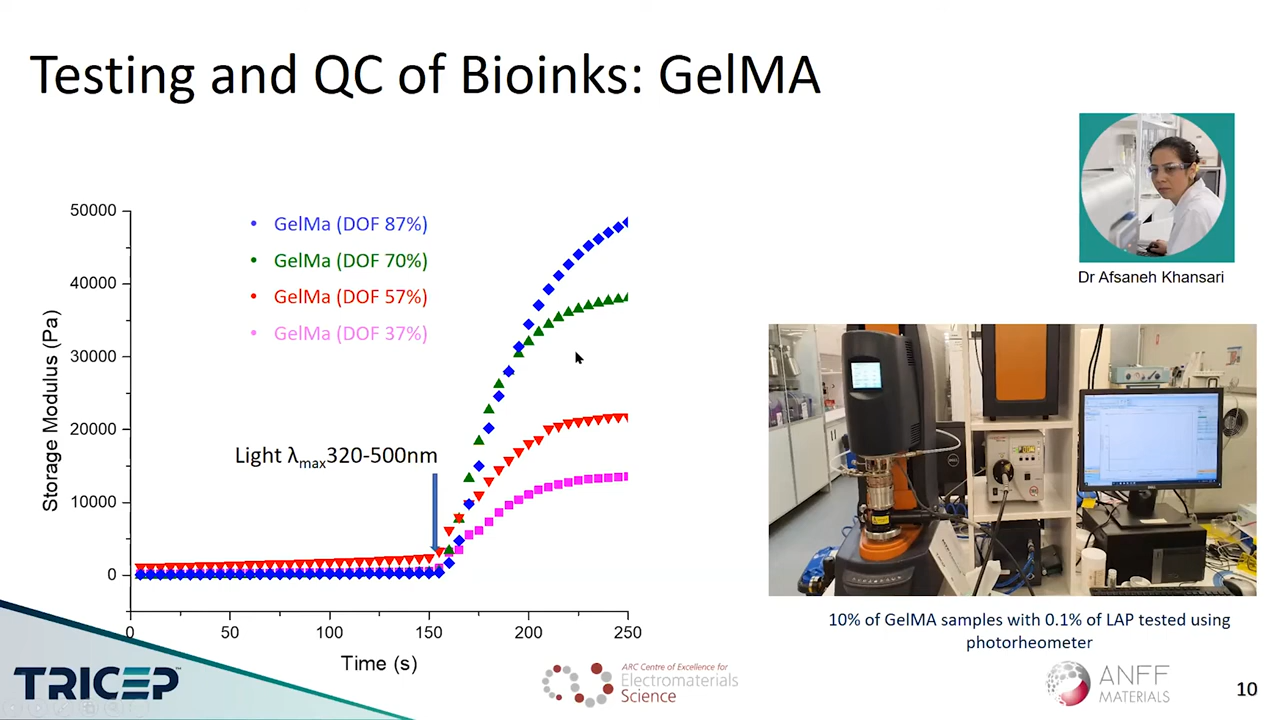 Testing and QC of Bioinks: GelMA
Dr Afsaneh Khansari
50000
40000
30000
20000
10000
0
Storage Modulus (Pa)
• GelMa (DOF 87%)
• GelMa (DOF 70%)
• GelMa (DOF 57%)
• GelMa (DOF 37%)
Light λmax320-500nm
0 50 100 150 200 250
Time (s)
10% of GelMA samples with 0.1% of LAP tested using
photorheometer
TRICEP
ARC Centre of Excellence for
Electromaterials
Science
ANFF
MATERIALS
10